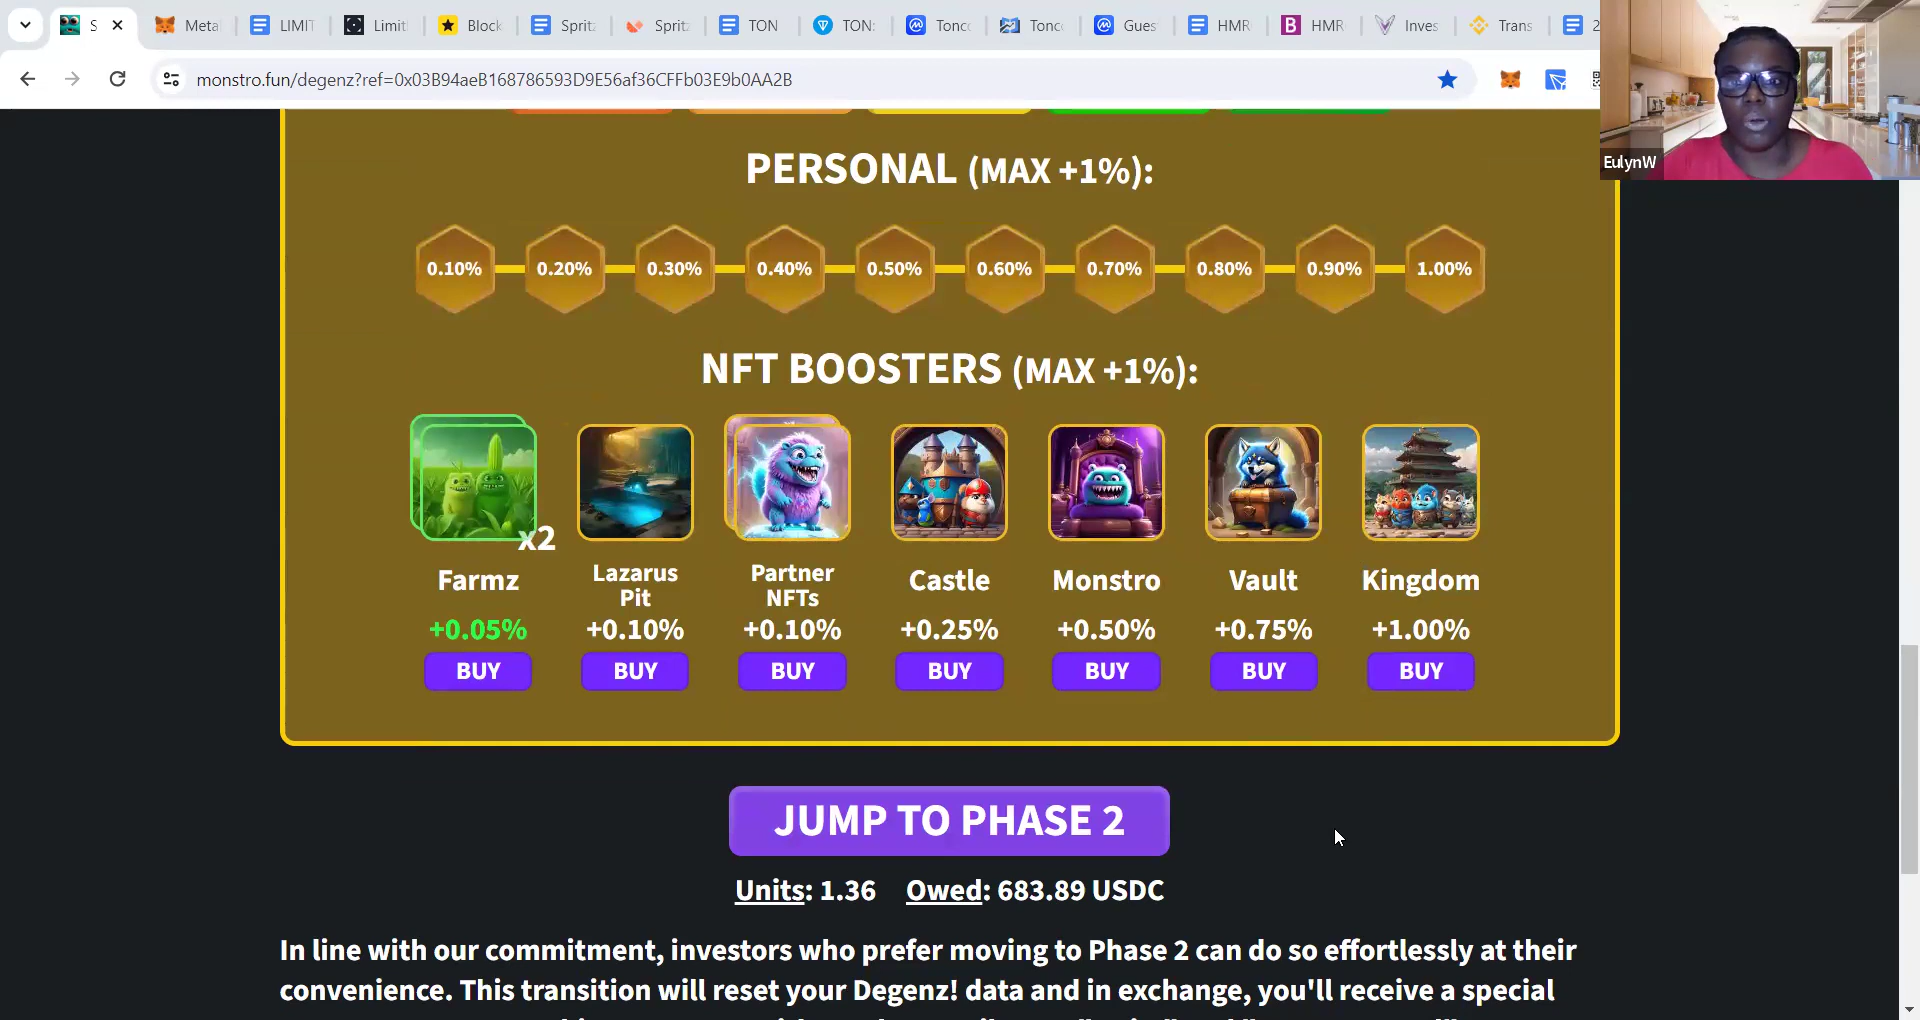 S
Meta
LIMIT
Limit
Block
Spritz
Spritz
TON
TON:
Tonco
Tonco
Gues
HMR
HMR
Inves
Trans
2
monstro.fun/degenz?ref=0x03B94aeB168786593D9E56af36CFFb03E9b0AA2B
EulynW
PERSONAL (MAX +1%):
0.10% 0.20% 0.30% 0.40% 0.50% 0.60% 0.70% 0.80% 0.90% 1.00%
NFT BOOSTERS (MAX +1%):
x2
Farmz
Lazarus
Pit
Partner
NFTs
Castle
Monstro
Vault
Kingdom
+0.05% +0.10% +0.10% +0.25% +0.50% +0.75% +1.00%
BUY BUY BUY BUY BUY BUY BUY
JUMP TO PHASE 2
Units: 1.36 Owed: 683.89 USDC
In line with our commitment, investors who prefer moving to Phase 2 can do so effortlessly at their
convenience. This transition will reset your Degenz! data and in exchange, you'll receive a special